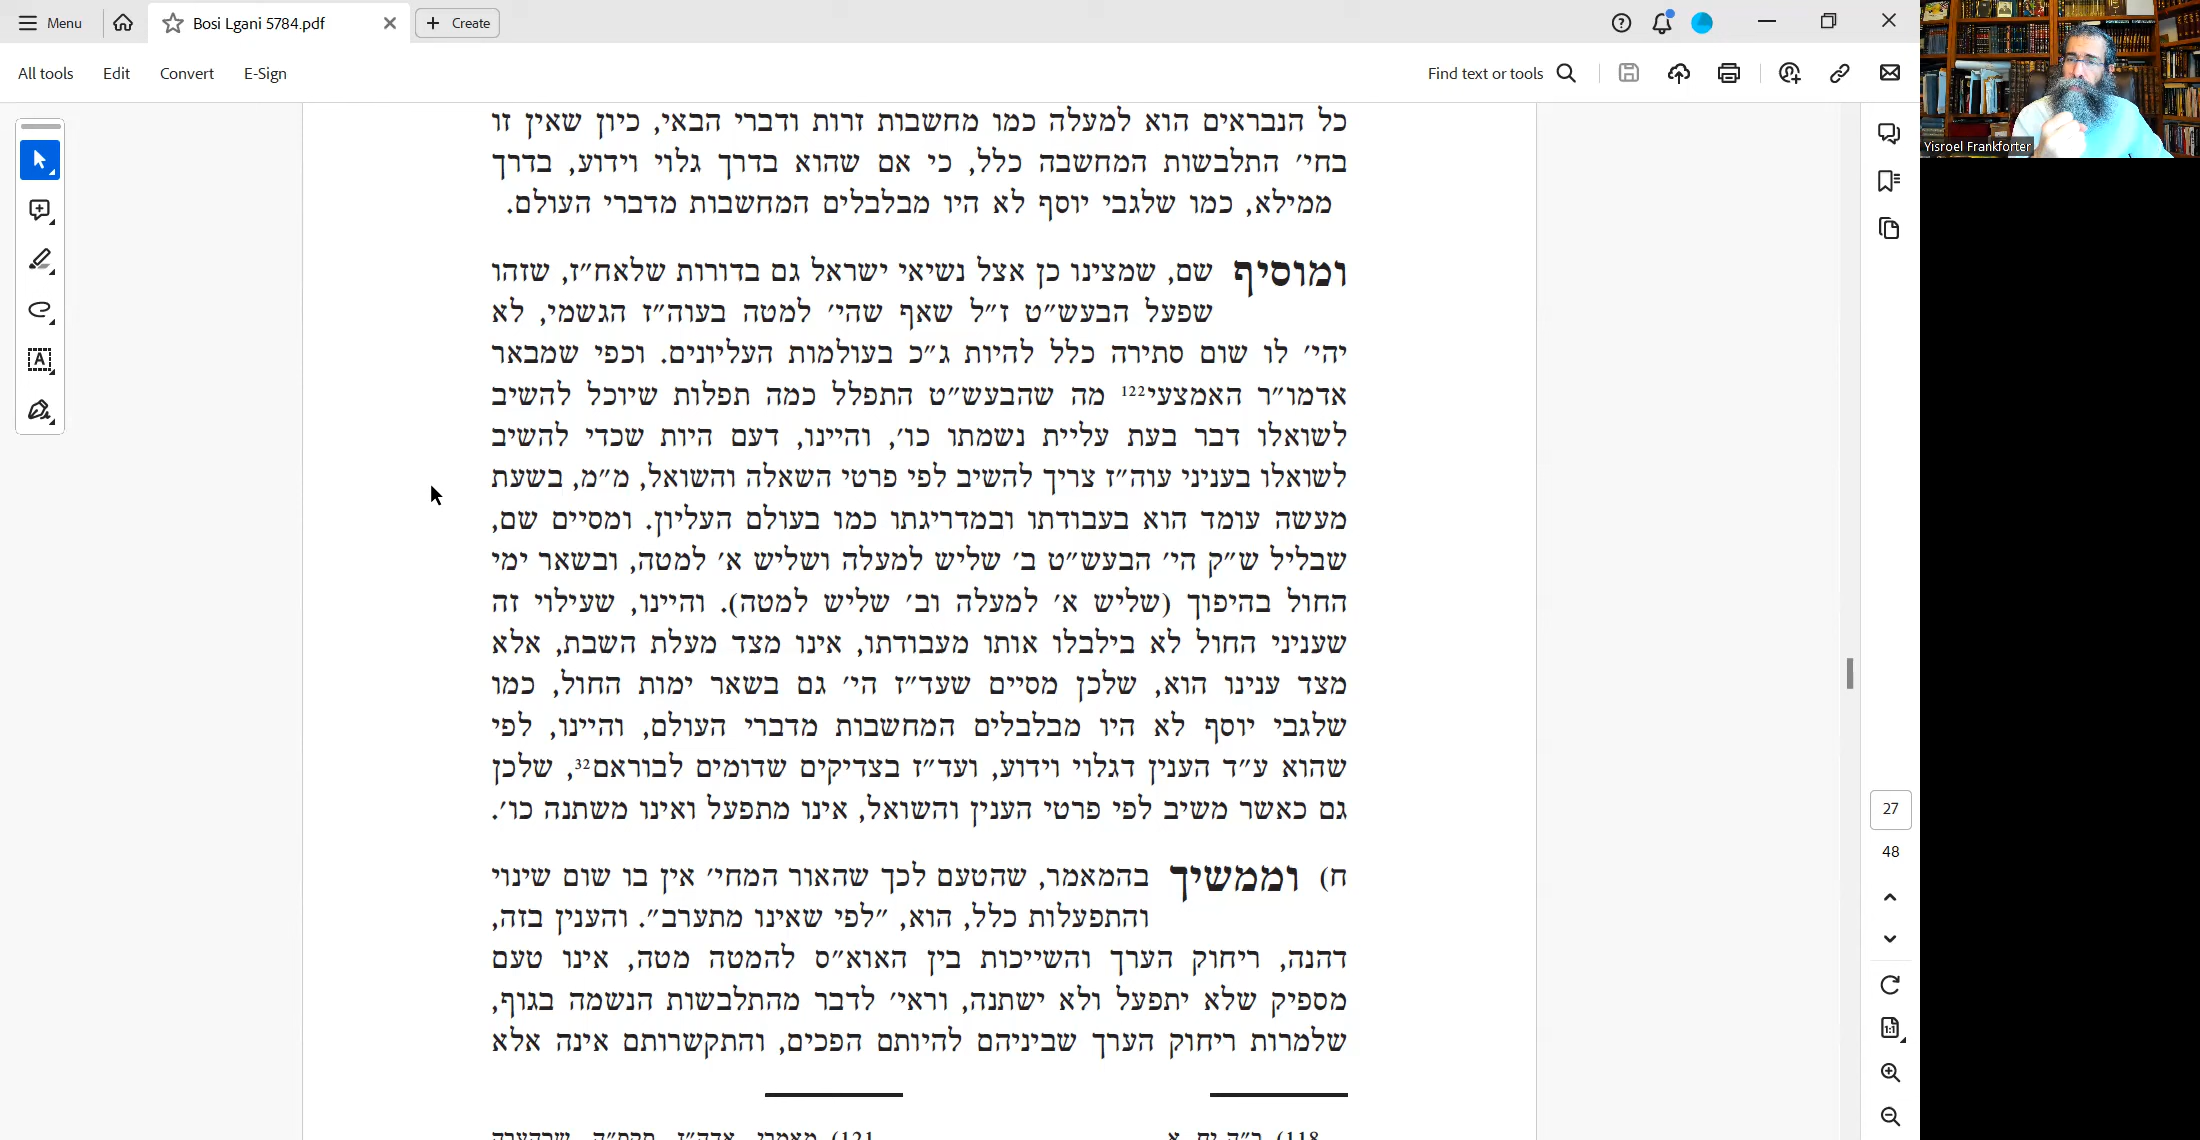 Menu
Bosi Lgani 5784.pdf
Create
All tools
Edit
Convert
E-Sign
Find text or tools
Yisroel Frankforter
כל הנבראים הוא למעלה כמו מחשבות זרות ודברי הבאי, כיון שאין זו
בחי׳ התלבשות המחשבה כלל, כי אם שהוא בדרך גלוי וידוע, בדרך
ממילא, כמו שלגבי יוסף לא היו מבלבלים המחשבות מדברי העולם.
ומוסיף שם, שמצינו כן אצל נשיאי ישראל גם בדורות שלאח״ז, שזהו
שפעל הבעש״ט ז״ל שאף שהי׳ למטה בעוה״ז הגשמי, לא
יהי׳ לו שום סתירה כלל להיות ג״כ בעולמות העליונים. וכפי שמבאר
אדמו״ר האמצעי122 מה שהבעש״ט התפלל כמה תפלות שיוכל להשיב
לשואלו דבר בעת עליית נשמתו כו׳, והיינו, דעם היות שכדי להשיב
לשואלו בעניני עוה״ז צריך להשיב לפי פרטי השאלה והשואל, מ״מ, בשעת
מעשה עומד הוא בעבודתו ובמדריגתו כמו בעולם העליון. ומסיים שם,
שבליל ש״ק הי׳ הבעש״ט ב׳ שליש למעלה ושליש א׳ למטה, ובשאר ימי
החול בהיפוך (שליש א׳ למעלה וב׳ שליש למטה). והיינו, שעילוי זה
שעניני החול לא בילבלו אותו מעבודתו, אינו מצד מעלת השבת, אלא
מצד ענינו הוא, שלכן מסיים שעד״ז הי׳ גם בשאר ימות החול, כמו
שלגבי יוסף לא היו מבלבלים המחשבות מדברי העולם, והיינו, לפי
שהוא ע״ד הענין דגלוי וידוע, ועד״ז בצדיקים שדומים לבוראם32, שלכן
גם כאשר משיב לפי פרטי הענין והשואל, אינו מתפעל ואינו משתנה כו׳.
ח) וממשיך בהמאמר, שהטעם לכך שהאור המחי׳ אין בו שום שינוי
והתפעלות כלל, הוא, ״לפי שאינו מתערב״. והענין בזה,
דהנה, ריחוק הערך והשייכות בין האוא״ס להמטה מטה, אינו טעם
מספיק שלא יתפעל ולא ישתנה, וראי׳ לדבר מהתלבשות הנשמה בגוף,
שלמרות ריחוק הערך שביניהם להיותם הפכים, והתקשרותם אינה אלא
118)
121) מאמרי אדה״ז
27
48